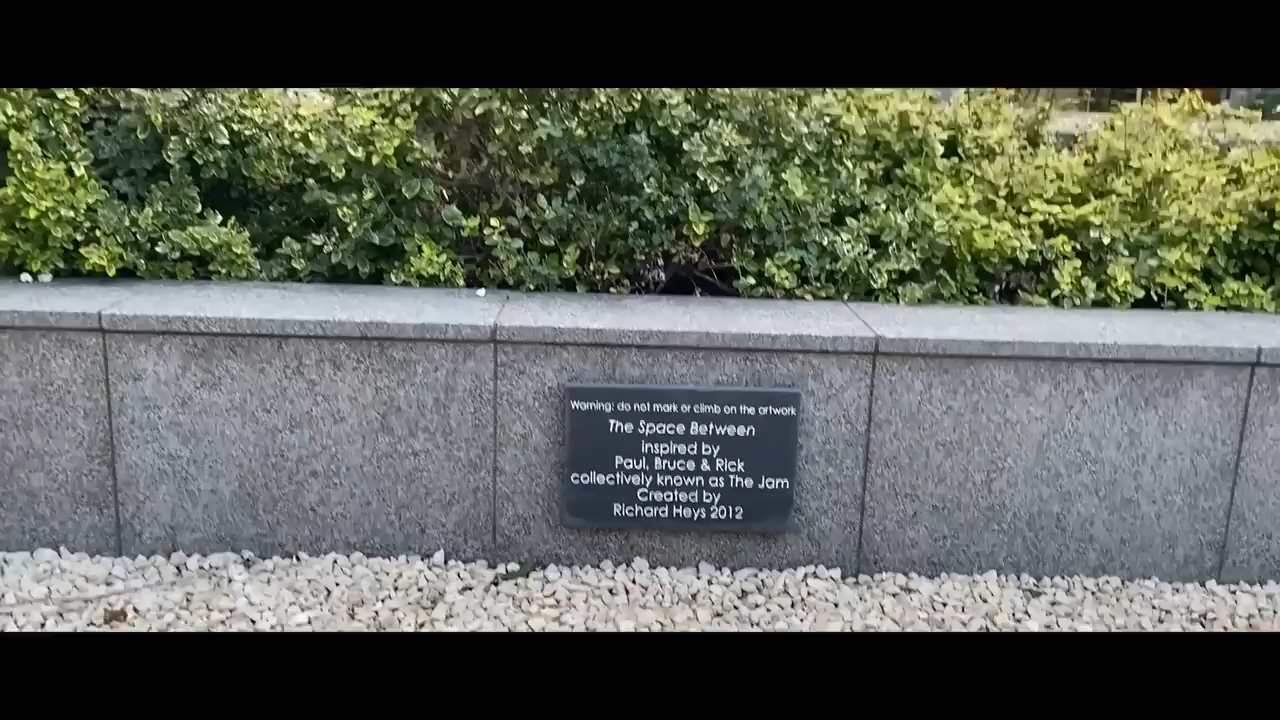 Warning: do not mark or climb on the artwork
The Space Between
inspired by
Paul, Bruce & Rick
collectively known as The Jam
Created by
Richard Heys 2012